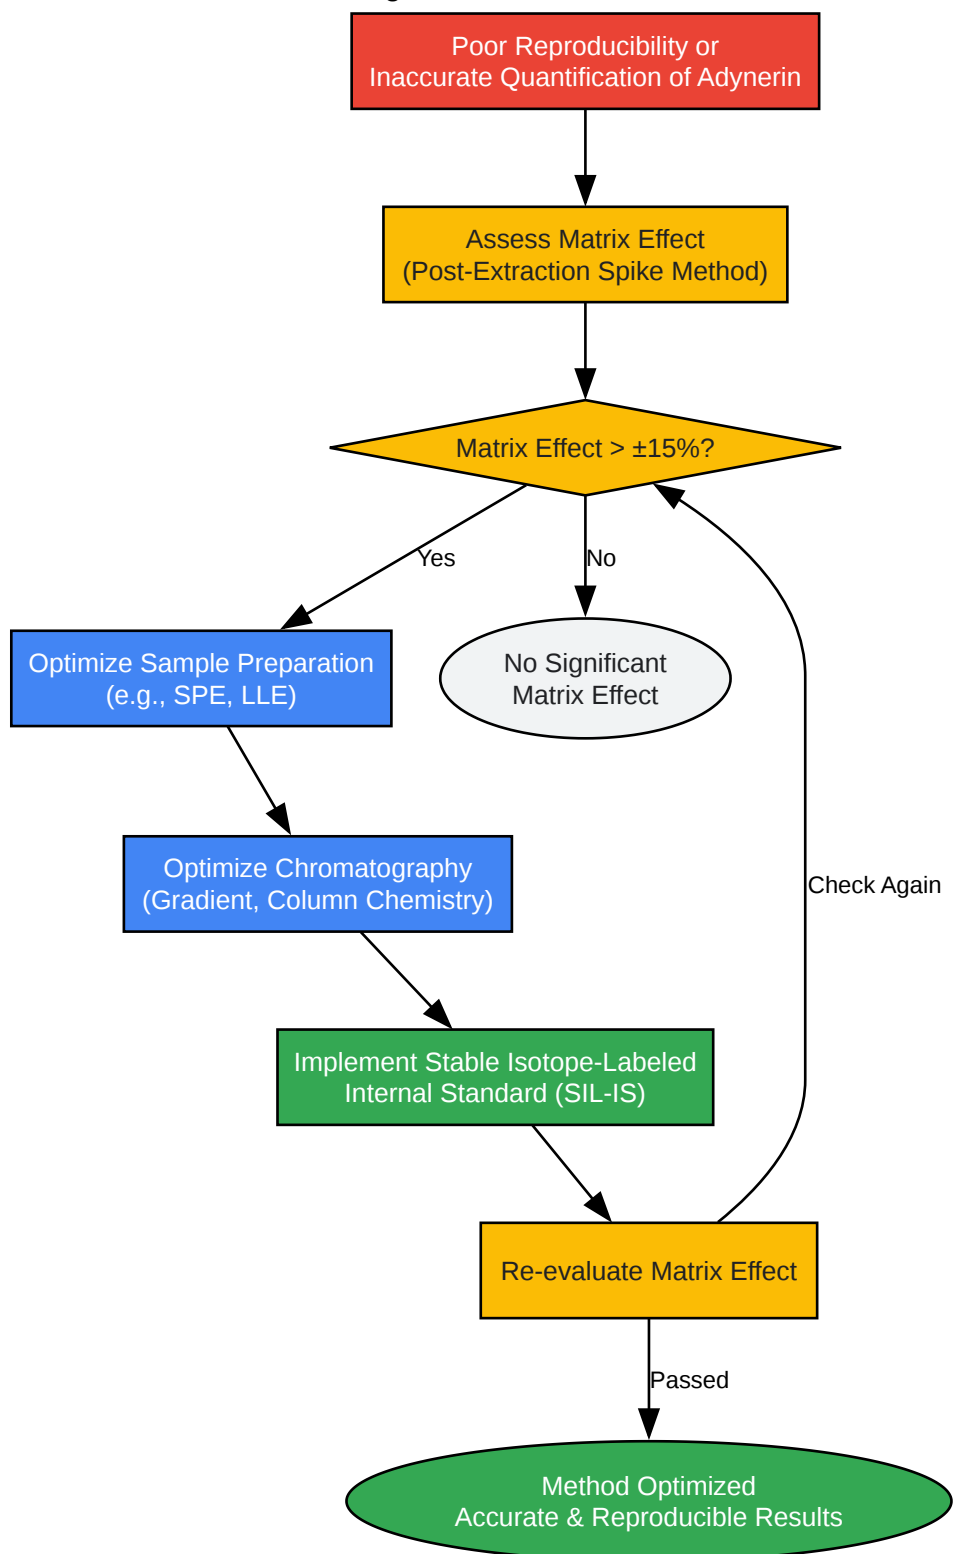 Poor Reproducibility or
Inaccurate Quantification of Adynerin
Assess Matrix Effect
(Post-Extraction Spike Method)
Matrix Effect > ±15%?
Yes
No
Optimize Sample Preparation
(e.g., SPE, LLE)
No Significant
Matrix Effect
Optimize Chromatography
(Gradient, Column Chemistry)
Check Again
Implement Stable Isotope-Labeled
Internal Standard (SIL-IS)
Re-evaluate Matrix Effect
Passed
Method Optimized
Accurate & Reproducible Results